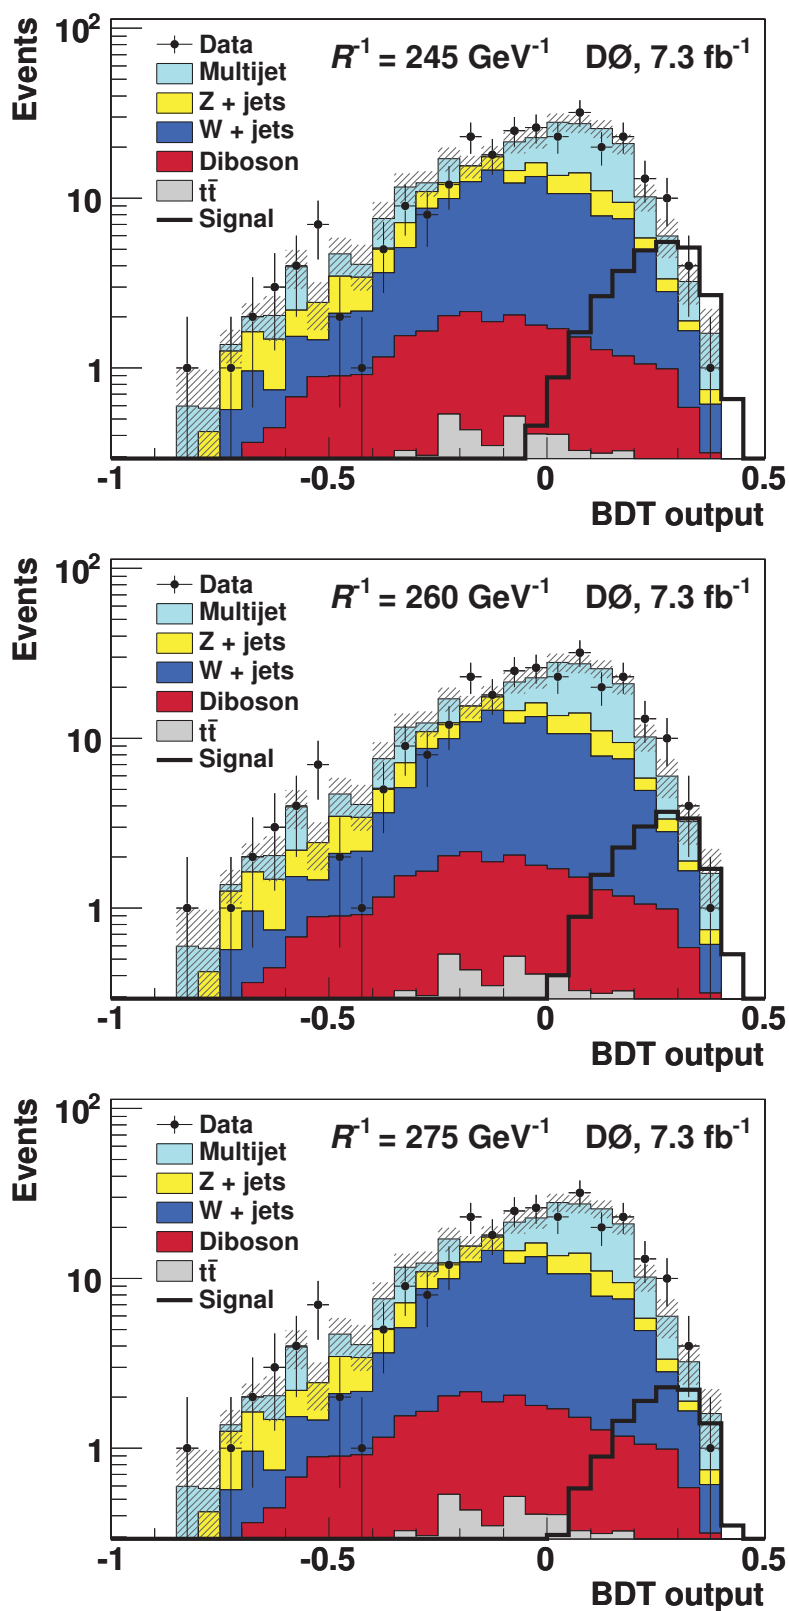 Events
10²
10
1
Data
Multijet
Z + jets
W + jets
Diboson
tt̄
Signal
R⁻¹ = 245 GeV⁻¹ DØ, 7.3 fb⁻¹
-1 -0.5 0 0.5
BDT output
Events
10²
10
1
Data
Multijet
Z + jets
W + jets
Diboson
tt̄
Signal
R⁻¹ = 260 GeV⁻¹ DØ, 7.3 fb⁻¹
-1 -0.5 0 0.5
BDT output
Events
10²
10
1
Data
Multijet
Z + jets
W + jets
Diboson
tt̄
Signal
R⁻¹ = 275 GeV⁻¹ DØ, 7.3 fb⁻¹
-1 -0.5 0 0.5
BDT output